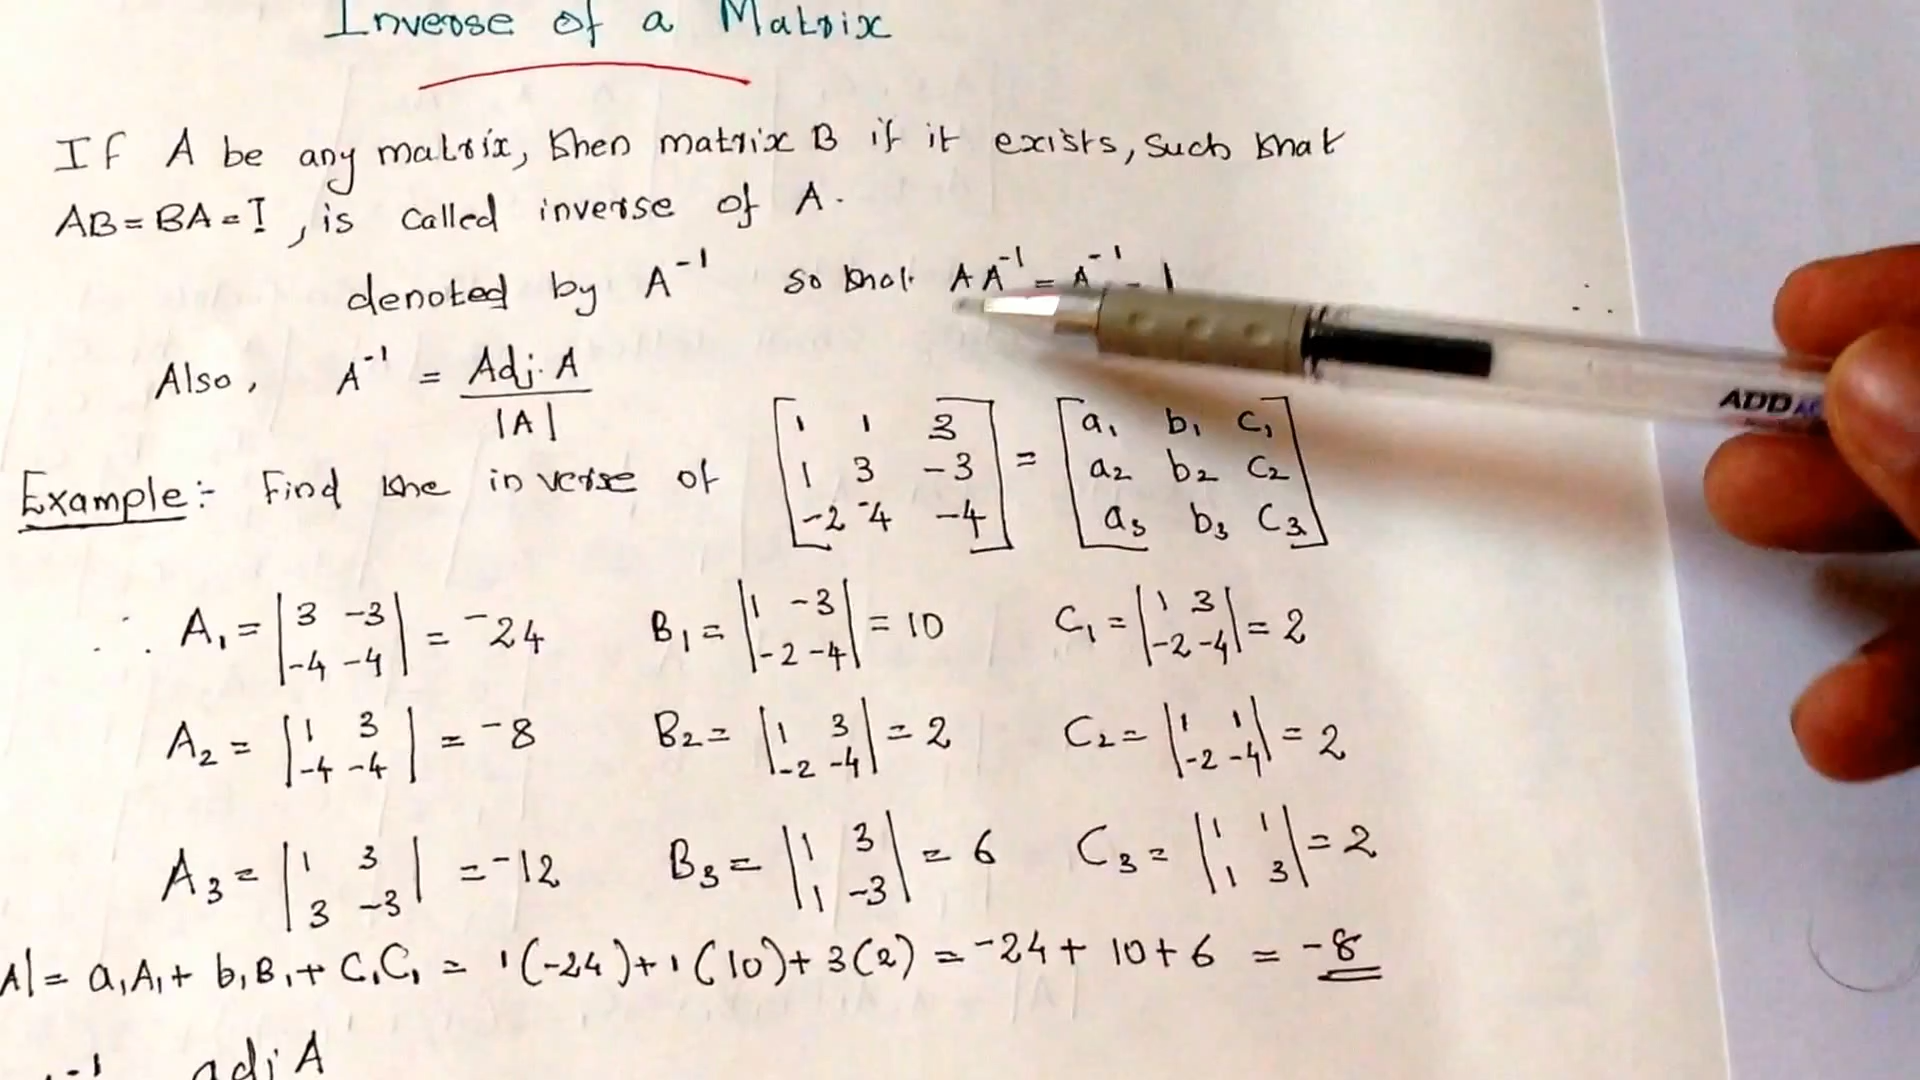 Inverse of a Matrix
If A be any matrix, then matrix B if it exists, such that
AB = BA = I, is called inverse of A.
denoted by A⁻¹ so that AA⁻¹ = A⁻¹
Also, A⁻¹ = Adj. A / |A|
Example:- Find the inverse of [1 1 3; 1 3 -3; -2 -4 -4] = [a₁ b₁ c₁; a₂ b₂ c₂; a₃ b₃ c₃]
∴ A₁ = |3 -3; -4 -4| = -24 B₁ = |1 -3; -2 -4| = 10 C₁ = |1 3; -2 -4| = 2
A₂ = |1 3; -4 -4| = -8 B₂ = |1 3; -2 -4| = 2 C₂ = |1 1; -2 -4| = 2
A₃ = |1 3; 3 -3| = -12 B₃ = |1 3; 1 -3| = 6 C₃ = |1 1; 1 3| = 2
A| = a₁A₁ + b₁B₁ + C₁C₁ = 1(-24) + 1(10) + 3(2) = -24 + 10 + 6 = -8
-1 adj A
ADD